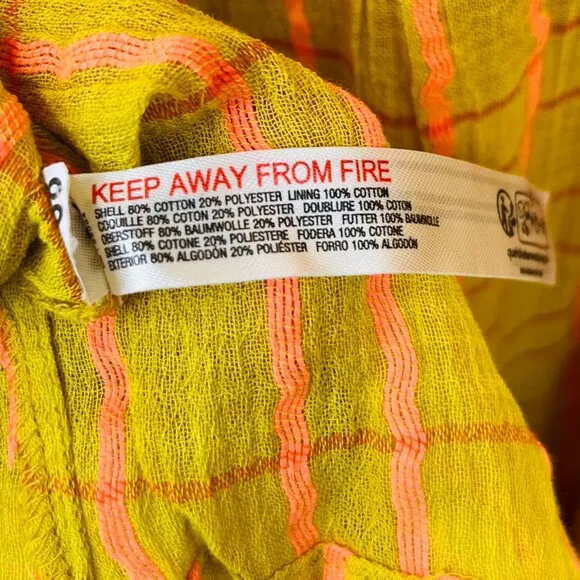 KEEP AWAY FROM FIRE
SHELL 80% COTTON 20% POLYESTER LINING 100% COTTON
COQUILLE 80% COTON 20% POLYESTER DOUBLURE 100% COTON
OBERSTOFF 80% BAUMWOLLE 20% POLYESTER FUTTER 100% BAUMWOLLE
SHELL 80% COTONE 20% POLIESTERE FODERA 100% COTONE
EXTERIOR 80% ALGODÓN 20% POLIÉSTER FORRO 100% ALGODON